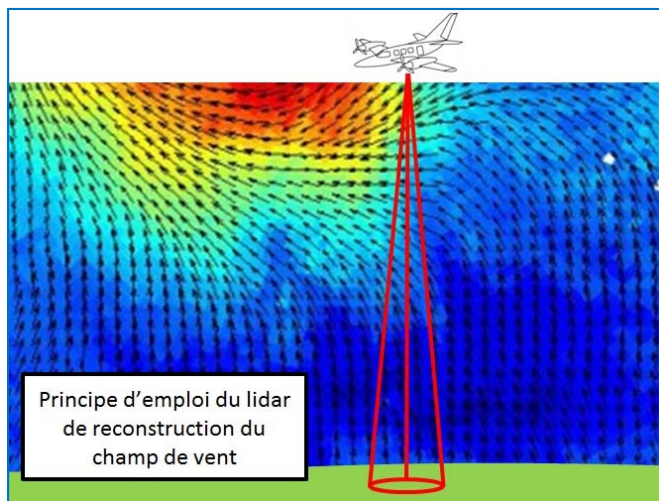 Principe d’emploi du lidar
de reconstruction du
champ de vent